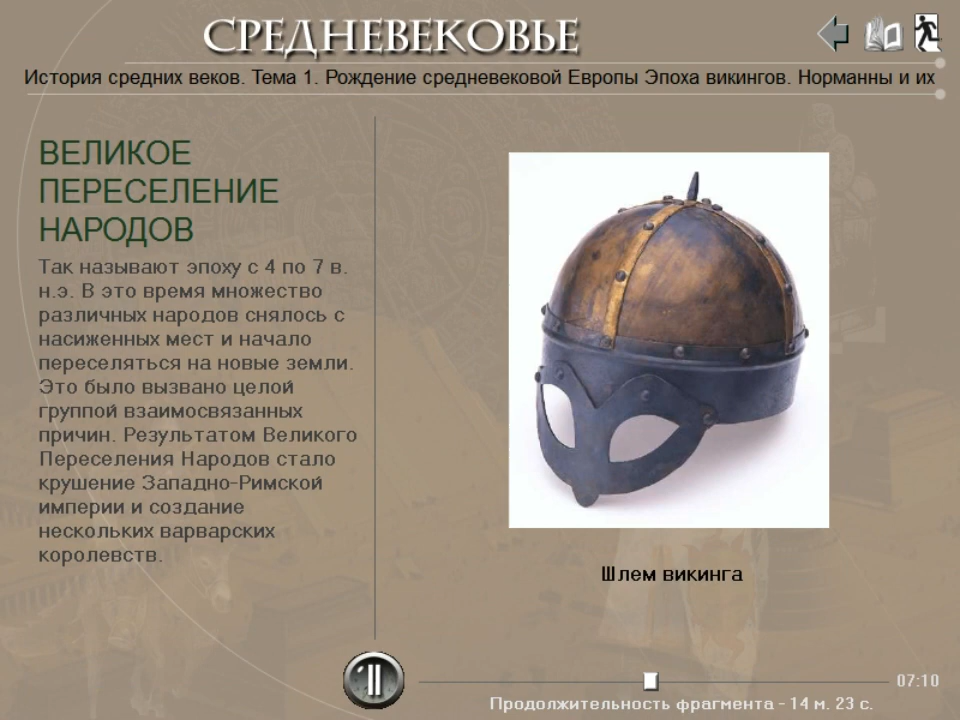 СРЕДНЕВЕКОВЬЕ
История средних веков. Тема 1. Рождение средневековой Европы Эпоха викингов. Норманны и их
ВЕЛИКОЕ
ПЕРЕСЕЛЕНИЕ
НАРОДОВ
Так называют эпоху с 4 по 7 в.
н.э. В это время множество
различных народов снялось с
насиженных мест и начало
переселяться на новые земли.
Это было вызвано целой
группой взаимосвязанных
причин. Результатом Великого
Переселения Народов стало
крушение Западно-Римской
империи и создание
нескольких варварских
королевств.
Шлем викинга
07:10
Продолжительность фрагмента - 14 м. 23 с.